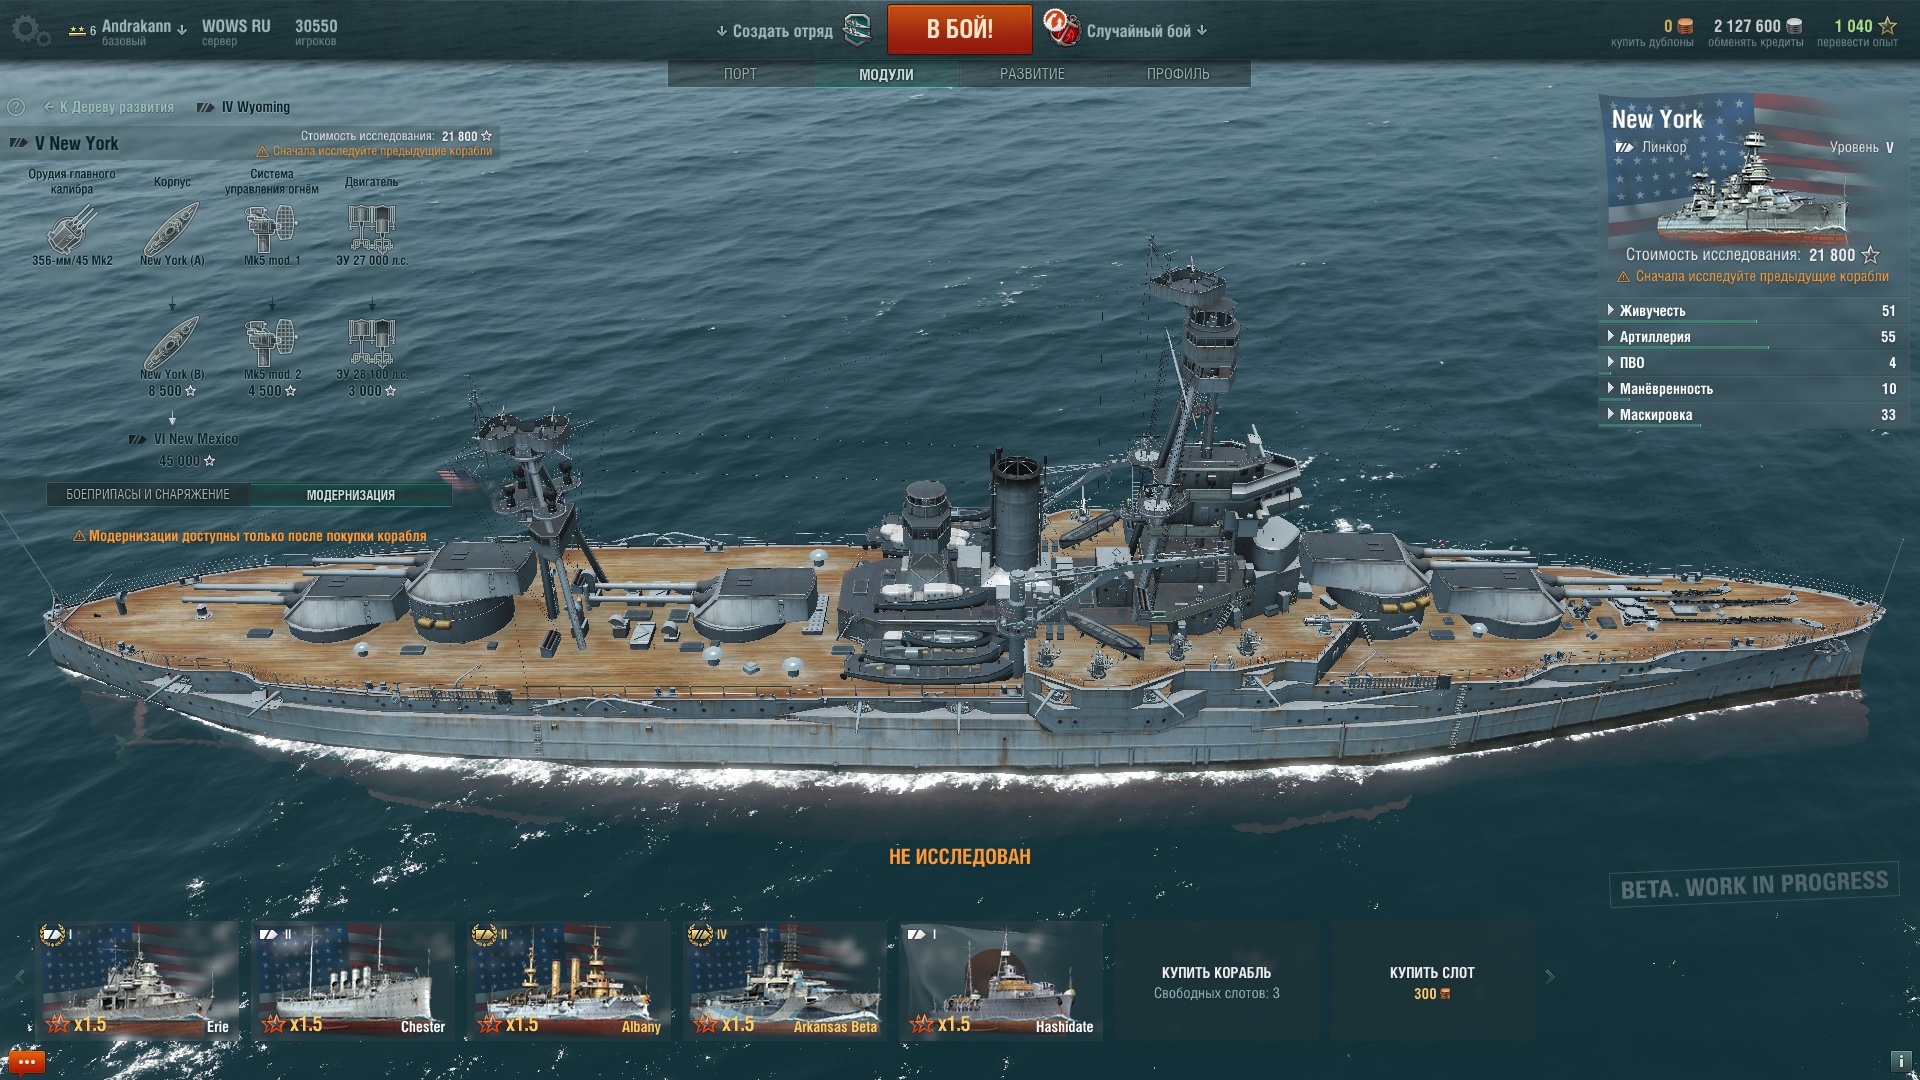 6 Andrakann
базовый
WOWS RU
сервер
30550
игроков
Создать отряд
В БОЙ!
Случайный бой
0
купить дублоны
2 127 600
обменять кредиты
1 040
перевести опыт
ПОРТ
МОДУЛИ
РАЗВИТИЕ
ПРОФИЛЬ
? К Дереву развития
IV Wyoming
V New York
Стоимость исследования: 21 800
Сначала исследуйте предыдущие корабли
Орудия главного
калибра
Корпус
Система
управления огнём
Двигатель
356-мм/45 Mk2
New York (A)
Mk5 mod. 1
ЭУ 27 000 л.с.
New York (B)
8 500
Mk5 mod. 2
4 500
ЭУ 28 100 л.с.
3 000
VI New Mexico
45 000
БОЕПРИПАСЫ И СНАРЯЖЕНИЕ
МОДЕРНИЗАЦИЯ
Модернизации доступны только после покупки корабля
New York
Линкор
Уровень V
Стоимость исследования: 21 800
Сначала исследуйте предыдущие корабли
Живучесть 51
Артиллерия 55
ПВО 4
Манёвренность 10
Маскировка 33
НЕ ИССЛЕДОВАН
BETA. WORK IN PROGRESS
I
x1.5
Erie
II
x1.5
Chester
II
x1.5
Albany
IV
x1.5
Arkansas Beta
I
x1.5
Hashidate
КУПИТЬ КОРАБЛЬ
Свободных слотов: 3
КУПИТЬ СЛОТ
300
i